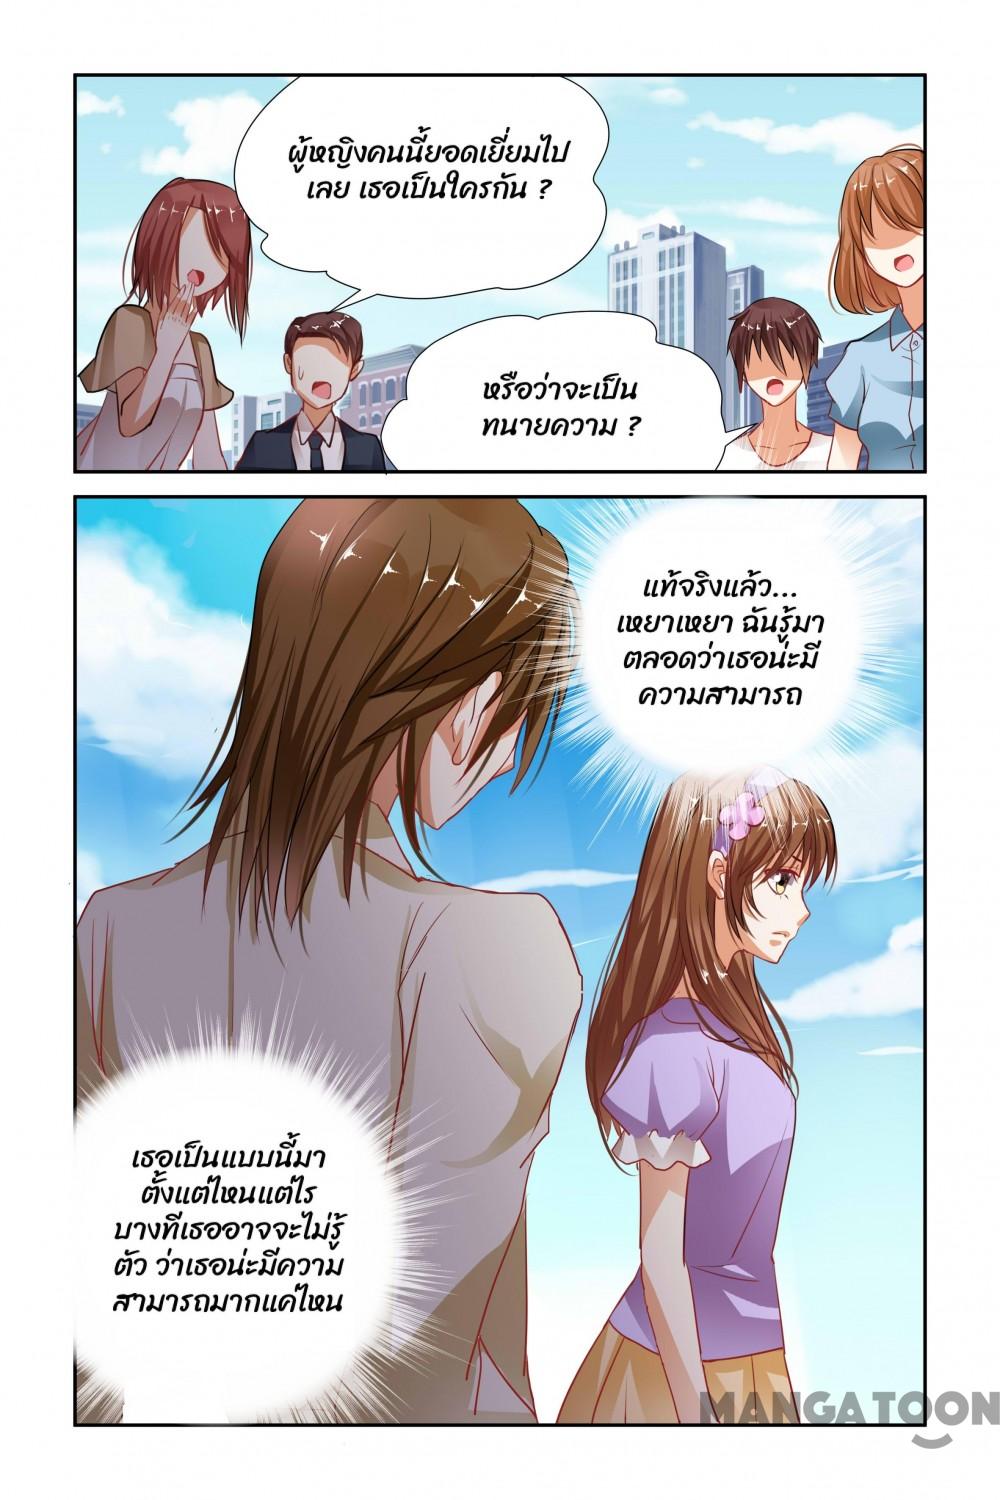 ผู้หญิงคนนี้ยอดเยี่ยมไป
เลย เธอเป็นใครกัน ?
หรือว่าจะเป็น
ทนายความ ?
แท้จริงแล้ว...
เหยาเหยา ฉันรู้มา
ตลอดว่าเธอน่ะมี
ความสามารถ
เธอเป็นแบบนี้มา
ตั้งแต่ไหนแต่ไร
บางทีเธออาจจะไม่รู้
ตัว ว่าเธอน่ะมีความ
สามารถมากแค่ไหน
MANGATOON